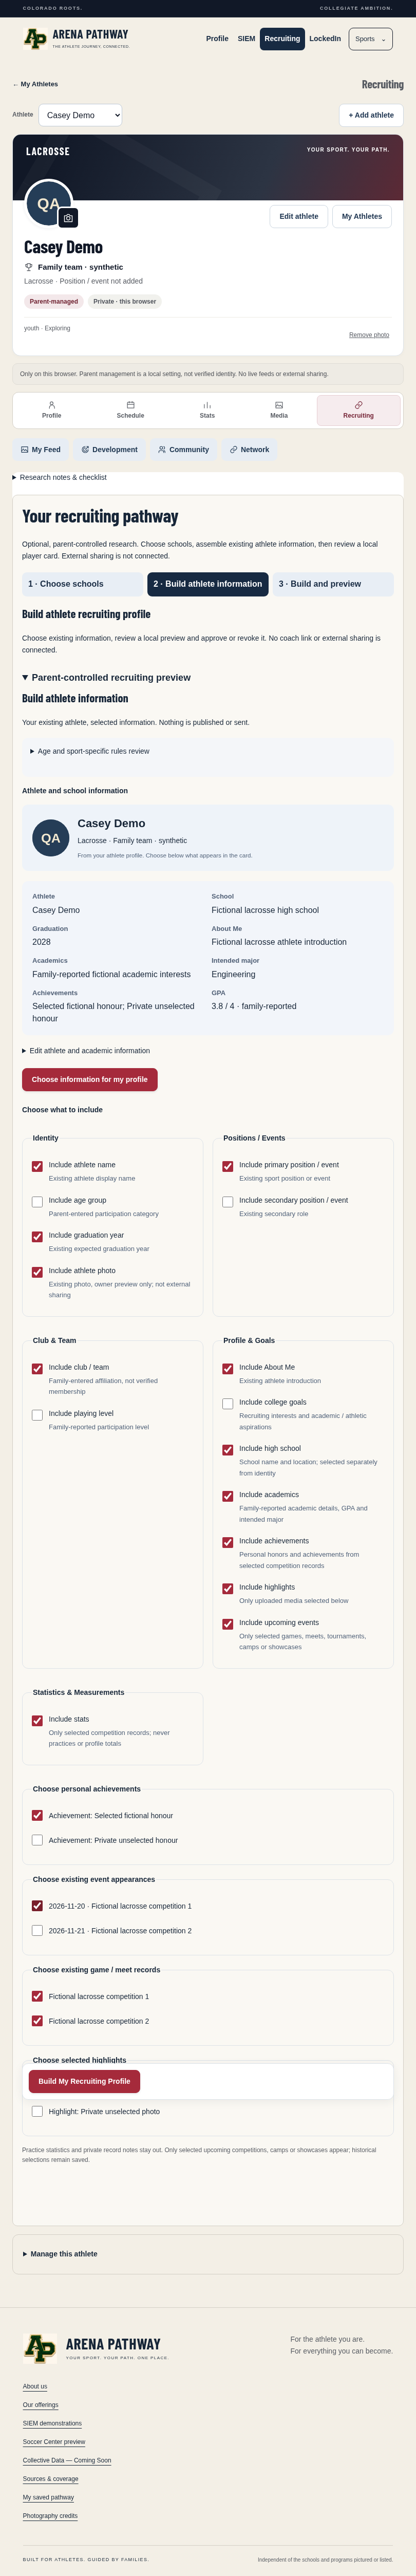 COLORADO ROOTS.
COLLEGIATE AMBITION.
AP ARENA PATHWAY
THE ATHLETE JOURNEY. CONNECTED.
Profile SIEM Recruiting LockedIn Sports
← My Athletes
Recruiting
Athlete Casey Demo
+ Add athlete
LACROSSE
YOUR SPORT. YOUR PATH.
QA
Edit athlete My Athletes
Casey Demo
Family team · synthetic
Lacrosse · Position / event not added
Parent-managed Private · this browser
youth · Exploring
Remove photo
Only on this browser. Parent management is a local setting, not verified identity. No live feeds or external sharing.
Profile Schedule Stats Media Recruiting
My Feed Development Community Network
Research notes & checklist
Your recruiting pathway
Optional, parent-controlled research. Choose schools, assemble existing athlete information, then review a local
player card. External sharing is not connected.
1 · Choose schools 2 · Build athlete information 3 · Build and preview
Build athlete recruiting profile
Choose existing information, review a local preview and approve or revoke it. No coach link or external sharing is
connected.
Parent-controlled recruiting preview
Build athlete information
Your existing athlete, selected information. Nothing is published or sent.
Age and sport-specific rules review
Athlete and school information
QA
Casey Demo
Lacrosse · Family team · synthetic
From your athlete profile. Choose below what appears in the card.
Athlete
Casey Demo
School
Fictional lacrosse high school
Graduation
2028
About Me
Fictional lacrosse athlete introduction
Academics
Family-reported fictional academic interests
Intended major
Engineering
Achievements
Selected fictional honour; Private unselected
honour
GPA
3.8 / 4 · family-reported
Edit athlete and academic information
Choose information for my profile
Choose what to include
Identity
Include athlete name
Existing athlete display name
Include age group
Parent-entered participation category
Include graduation year
Existing expected graduation year
Include athlete photo
Existing photo, owner preview only; not external
sharing
Positions / Events
Include primary position / event
Existing sport position or event
Include secondary position / event
Existing secondary role
Club & Team
Include club / team
Family-entered affiliation, not verified
membership
Include playing level
Family-reported participation level
Profile & Goals
Include About Me
Existing athlete introduction
Include college goals
Recruiting interests and academic / athletic
aspirations
Include high school
School name and location; selected separately
from identity
Include academics
Family-reported academic details, GPA and
intended major
Include achievements
Personal honors and achievements from
selected competition records
Include highlights
Only uploaded media selected below
Include upcoming events
Only selected games, meets, tournaments,
camps or showcases
Statistics & Measurements
Include stats
Only selected competition records; never
practices or profile totals
Choose personal achievements
Achievement: Selected fictional honour
Achievement: Private unselected honour
Choose existing event appearances
2026-11-20 · Fictional lacrosse competition 1
2026-11-21 · Fictional lacrosse competition 2
Choose existing game / meet records
Fictional lacrosse competition 1
Fictional lacrosse competition 2
Choose selected highlights
Build My Recruiting Profile
Highlight: Private unselected photo
Practice statistics and private record notes stay out. Only selected upcoming competitions, camps or showcases appear; historical
selections remain saved.
Manage this athlete
AP ARENA PATHWAY
YOUR SPORT. YOUR PATH. ONE PLACE.
For the athlete you are.
For everything you can become.
About us
Our offerings
SIEM demonstrations
Soccer Center preview
Collective Data — Coming Soon
Sources & coverage
My saved pathway
Photography credits
BUILT FOR ATHLETES. GUIDED BY FAMILIES.
Independent of the schools and programs pictured or listed.